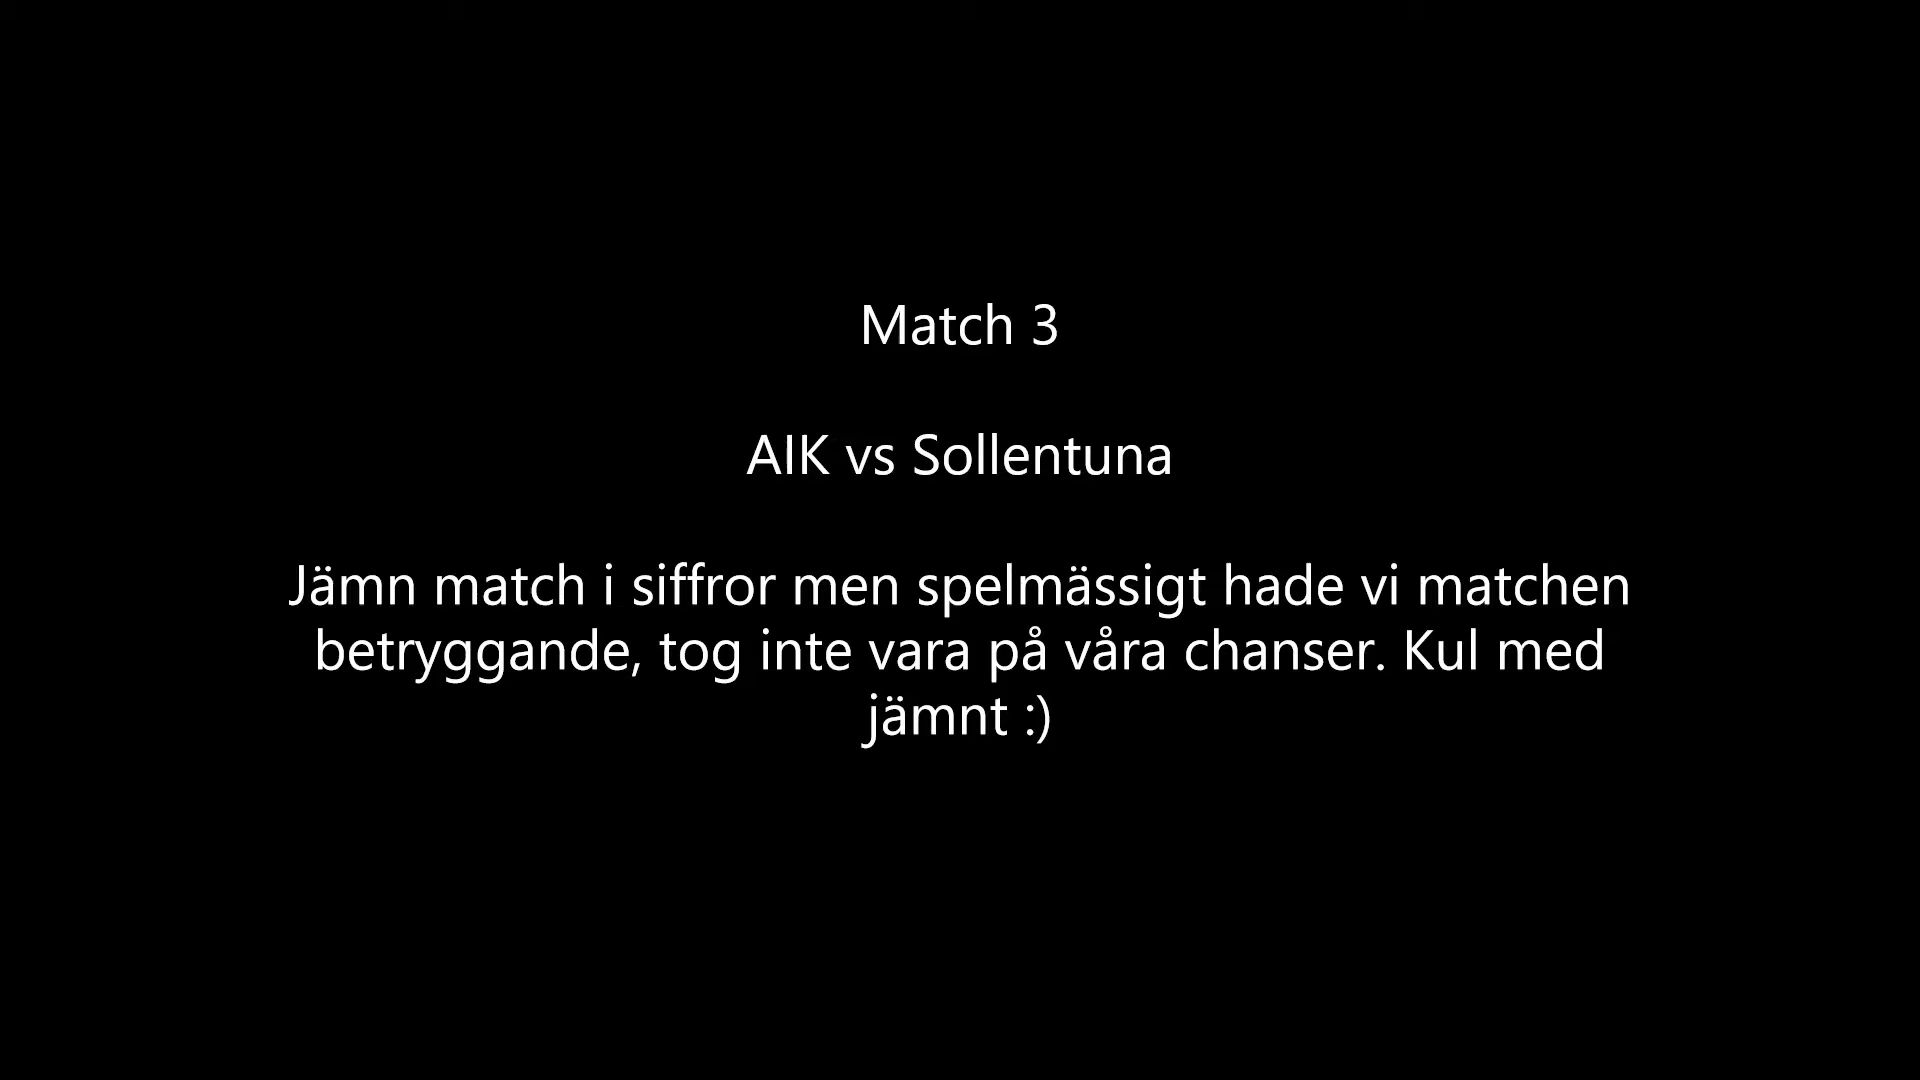 Match 3
AIK vs Sollentuna
Jämn match i siffror men spelmässigt hade vi matchen
betryggande, tog inte vara på våra chanser. Kul med
jämnt :)